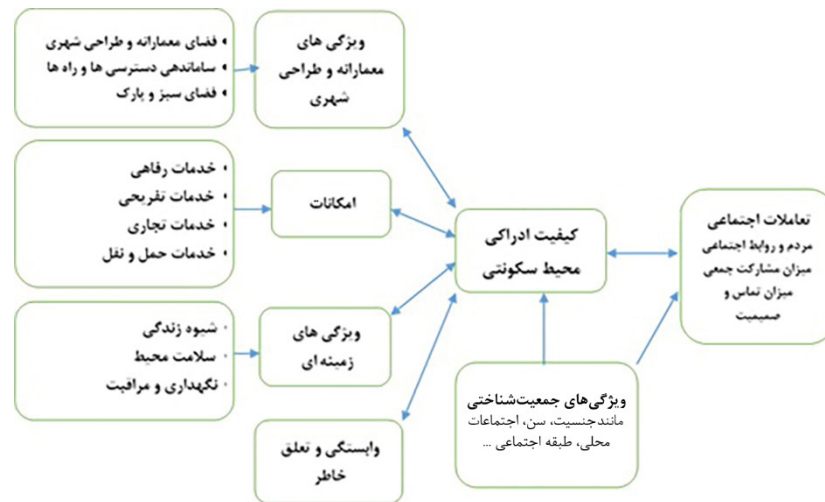 • فضای معمارانه و طراحی شهری
• ساماندهی دسترسی ها و راه ها
• فضای سبز و پارک
ویژگی های
معمارانه و طراحی
شهری
• خدمات رفاهی
• خدمات تفریحی
• خدمات تجاری
• خدمات حمل و نقل
امکانات
کیفیت ادراکی
محیط سکونتی
تعاملات اجتماعی
مردم و روابط اجتماعی
میزان مشارکت جمعی
میزان تماس و
صمیمیت
• شیوه زندگی
• سلامت محیط
• نگهداری و مراقبت
ویژگی های
زمینه ای
ویژگی‌های جمعیت‌شناختی
مانندجنسیت، سن، اجتماعات
محلی، طبقه اجتماعی ...
وابستگی و تعلق
خاطر